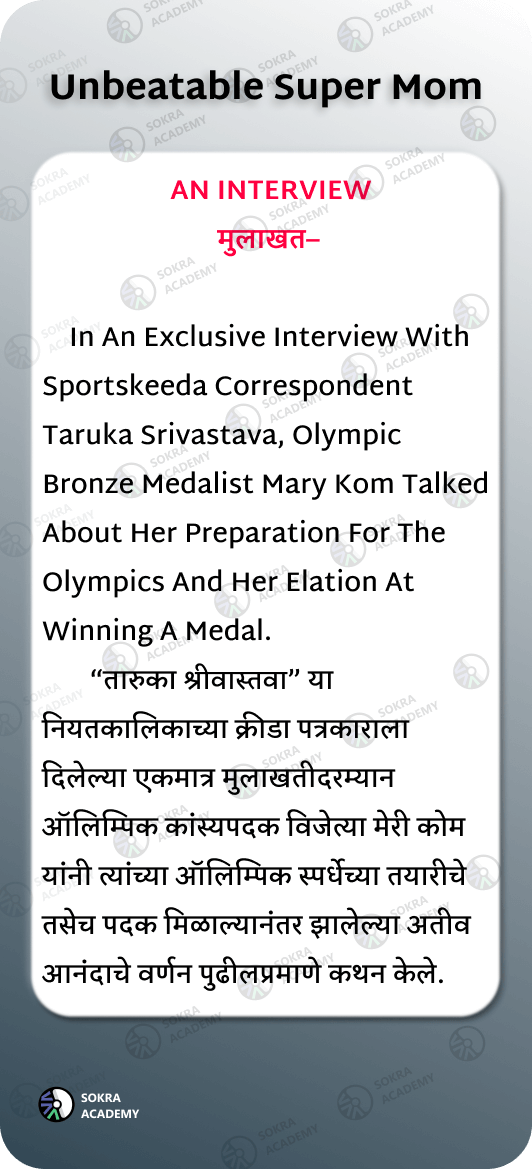 Unbeatable Super Mom
AN INTERVIEW
मुलाखत–
In An Exclusive Interview With
Sportskeeda Correspondent
Taruka Srivastava, Olympic
Bronze Medalist Mary Kom Talked
About Her Preparation For The
Olympics And Her Elation At
Winning A Medal.
“तारुका श्रीवास्तवा” या
नियतकालिकाच्या क्रीडा पत्रकाराला
दिलेल्या एकमात्र मुलाखतीदरम्यान
ऑलिम्पिक कांस्यपदक विजेत्या मेरी कोम
यांनी त्यांच्या ऑलिम्पिक स्पर्धेच्या तयारीचे
तसेच पदक मिळाल्यानंतर झालेल्या अतीव
आनंदाचे वर्णन पुढीलप्रमाणे कथन केले.
SOKRA
ACADEMY